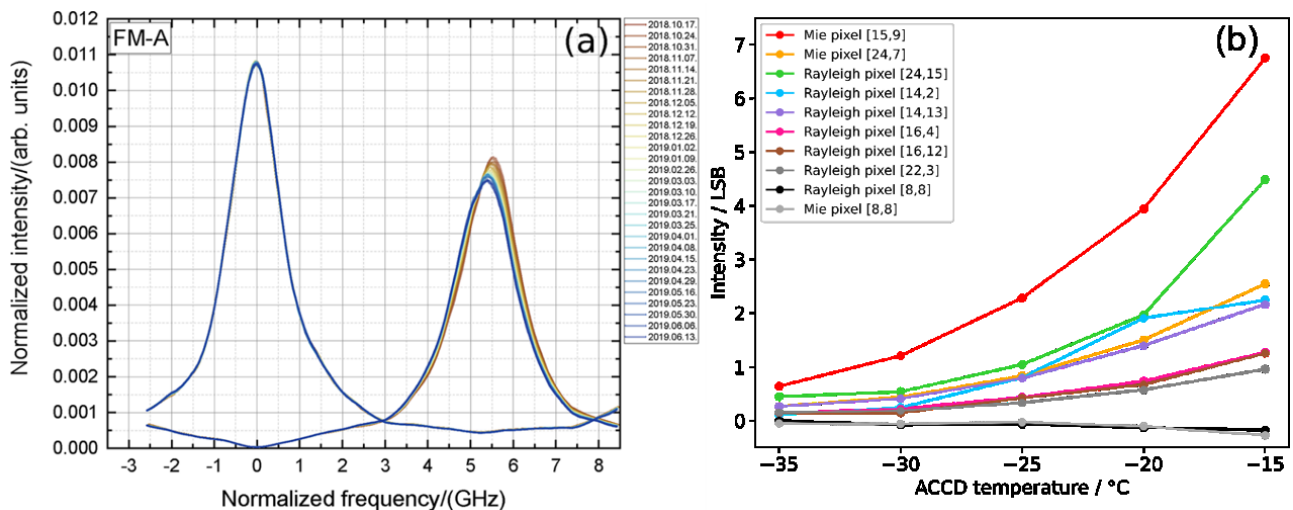 FM-A
(a)
Normalized intensity/(arb. units)
0.012
0.011
0.010
0.009
0.008
0.007
0.006
0.005
0.004
0.003
0.002
0.001
0.000
-3 -2 -1 0 1 2 3 4 5 6 7 8
Normalized frequency/(GHz)
2018.10.17.
2018.10.24.
2018.10.31.
2018.11.07.
2018.11.14.
2018.11.21.
2018.11.28.
2018.12.05.
2018.12.12.
2018.12.19.
2018.12.26.
2019.01.02.
2019.01.09.
2019.02.26.
2019.03.03.
2019.03.10.
2019.03.17.
2019.03.21.
2019.03.25.
2019.04.01.
2019.04.08.
2019.04.15.
2019.04.23.
2019.04.29.
2019.05.16.
2019.05.23.
2019.05.30.
2019.06.06.
2019.06.13.
(b)
Mie pixel [15,9]
Mie pixel [24,7]
Rayleigh pixel [24,15]
Rayleigh pixel [14,2]
Rayleigh pixel [14,13]
Rayleigh pixel [16,4]
Rayleigh pixel [16,12]
Rayleigh pixel [22,3]
Rayleigh pixel [8,8]
Mie pixel [8,8]
Intensity / LSB
7
6
5
4
3
2
1
0
−35 −30 −25 −20 −15
ACCD temperature / °C